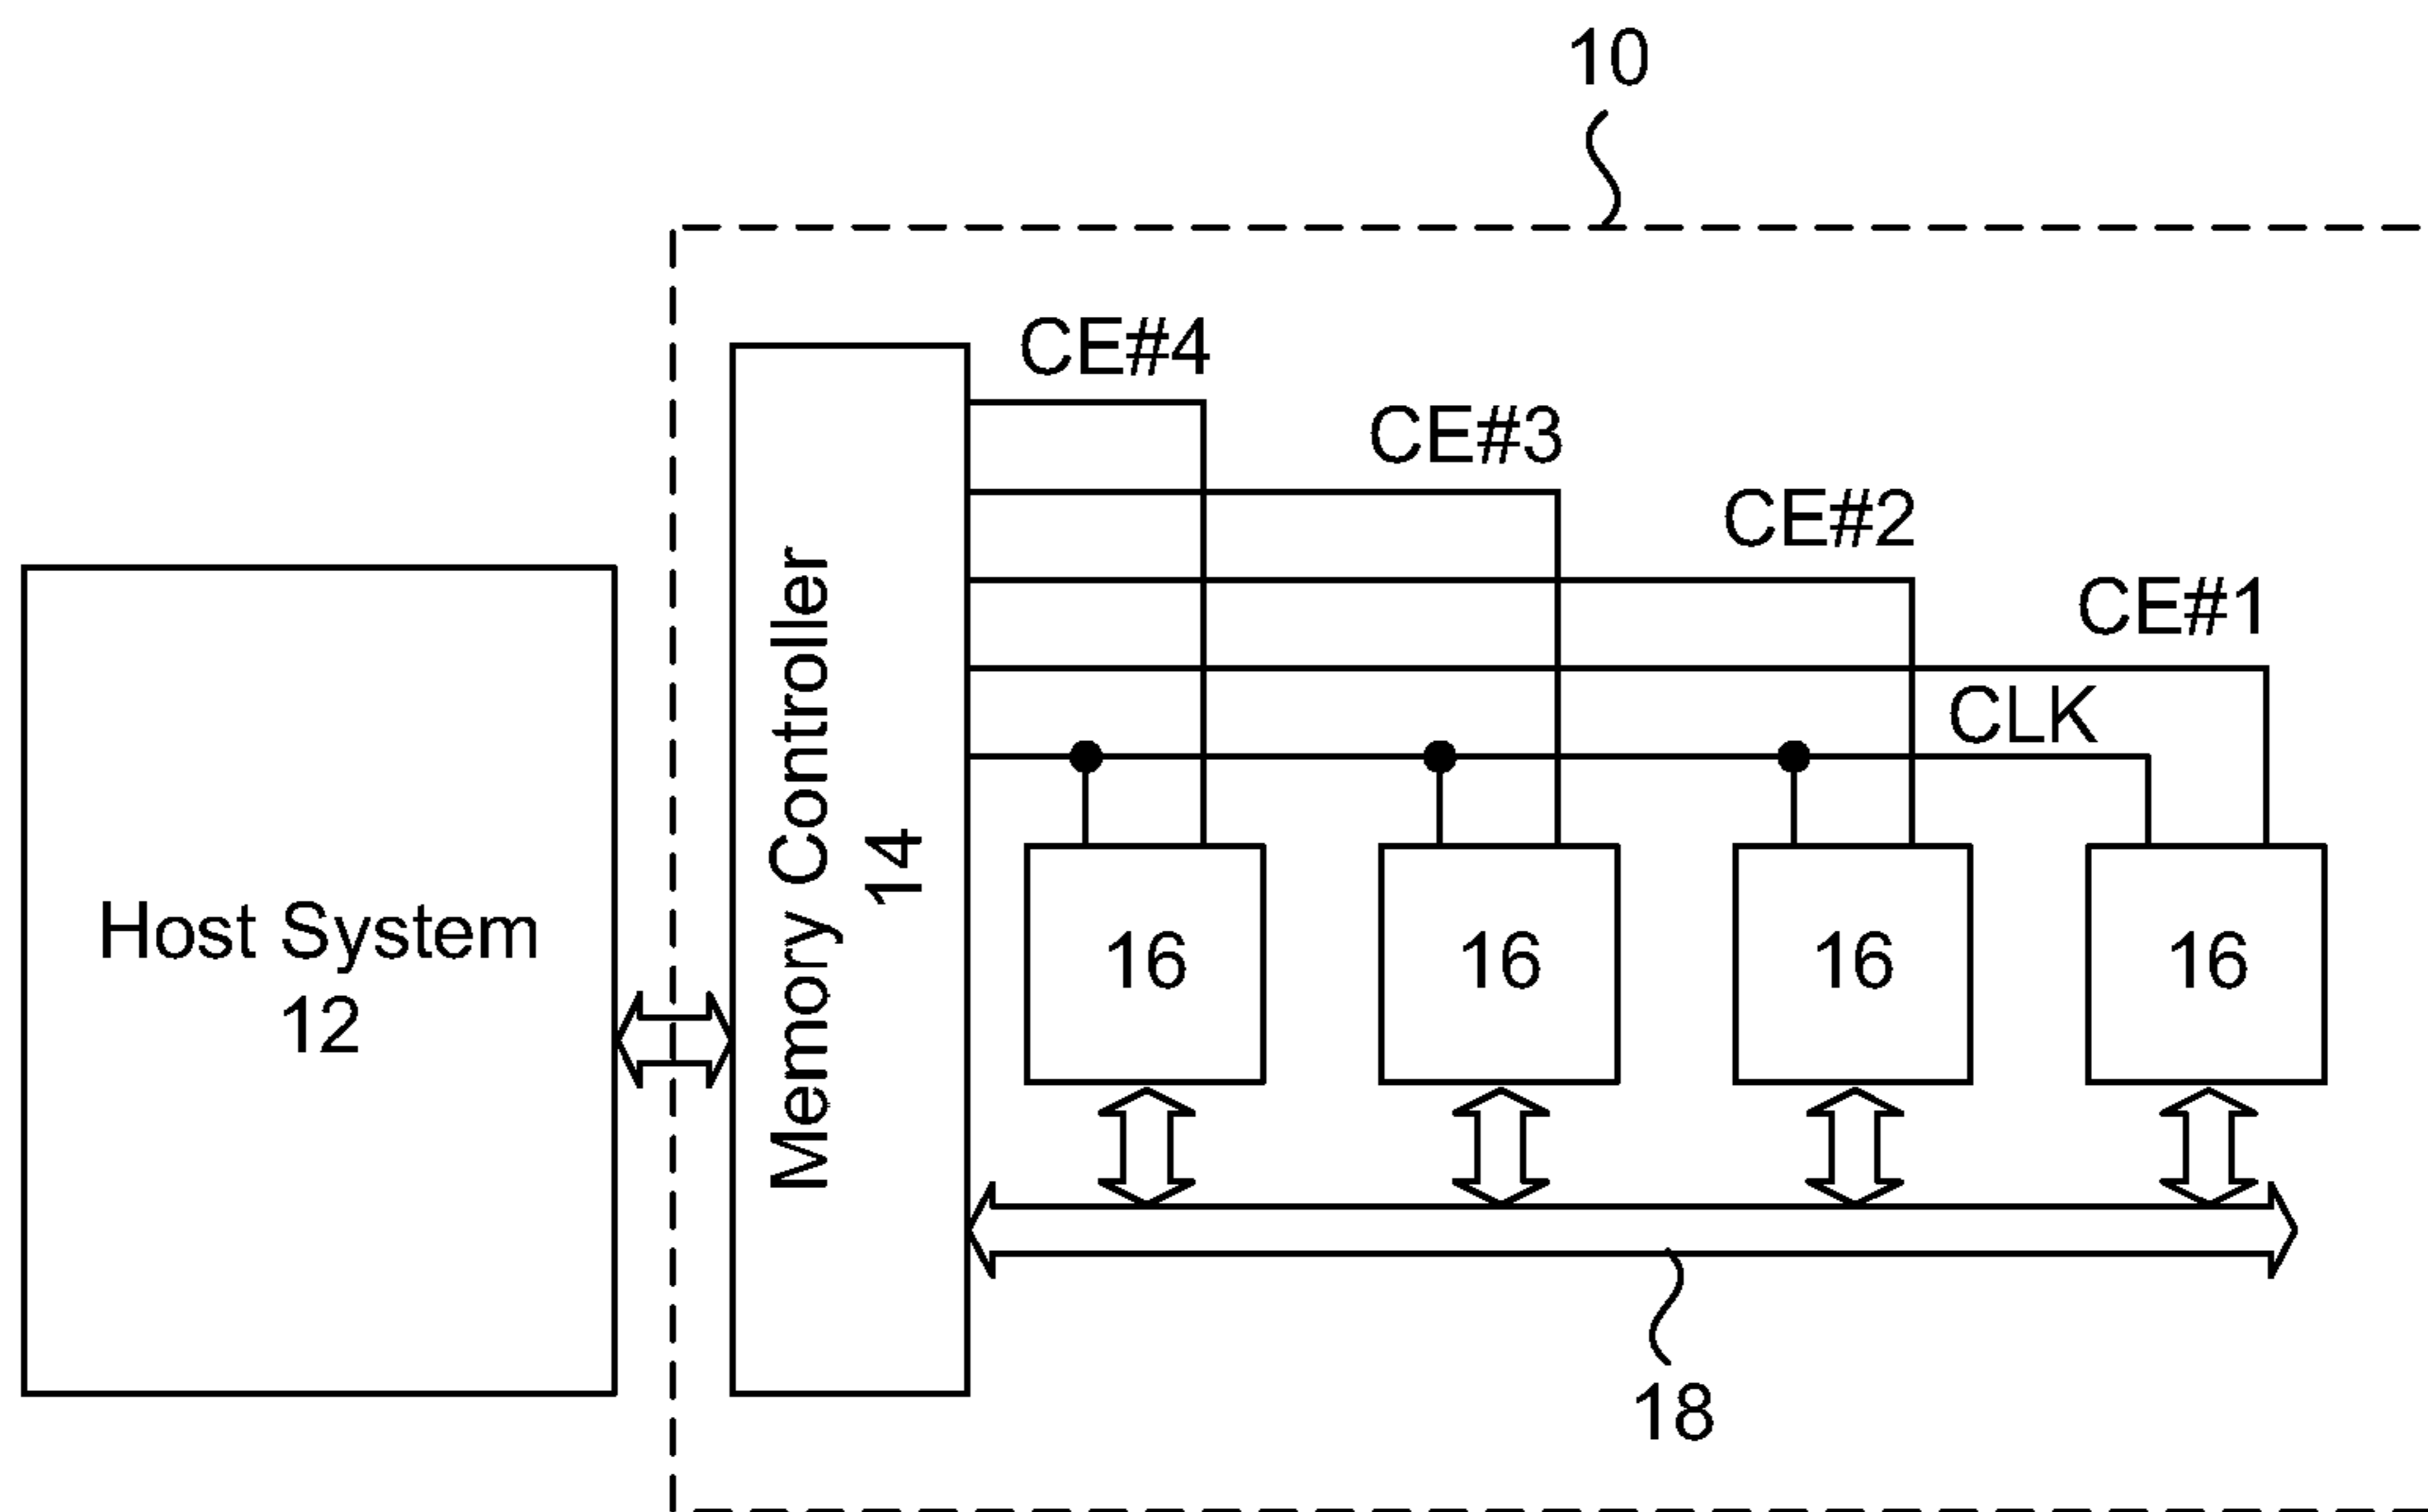 10
CE#4
CE#3
CE#2
CE#1
CLK
Memory Controller
14
Host System
12
16
16
16
16
18